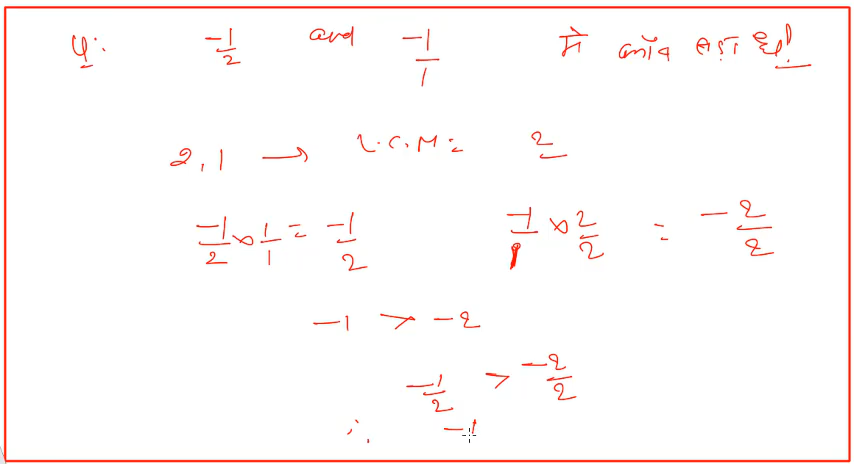 Q: -1/2 and -1/1 में कौन बड़ा है!
2, 1 → L.C.M = 2
-1/2 × 1/1 = -1/2 -1/1 × 2/2 = -2/2
-1 > -2
-1/2 > -2/2
∴ -1